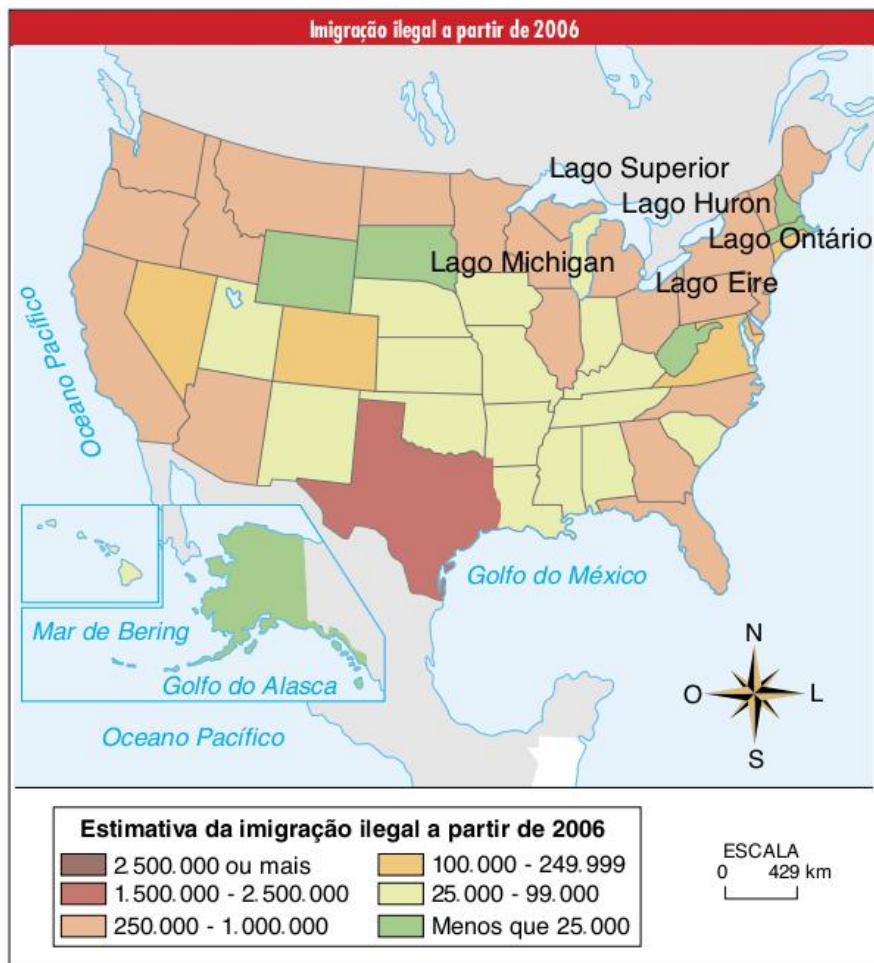 Imigração ilegal a partir de 2006
Lago Superior
Lago Huron
Lago Ontário
Lago Michigan
Lago Eire
Oceano Pacífico
Golfo do México
Mar de Bering
Golfo do Alasca
Oceano Pacífico
N
O
L
S
Estimativa da imigração ilegal a partir de 2006
2 500.000 ou mais
1.500.000 - 2.500.000
250.000 - 1.000.000
100.000 - 249.999
25.000 - 99.000
Menos que 25.000
ESCALA
0 429 km